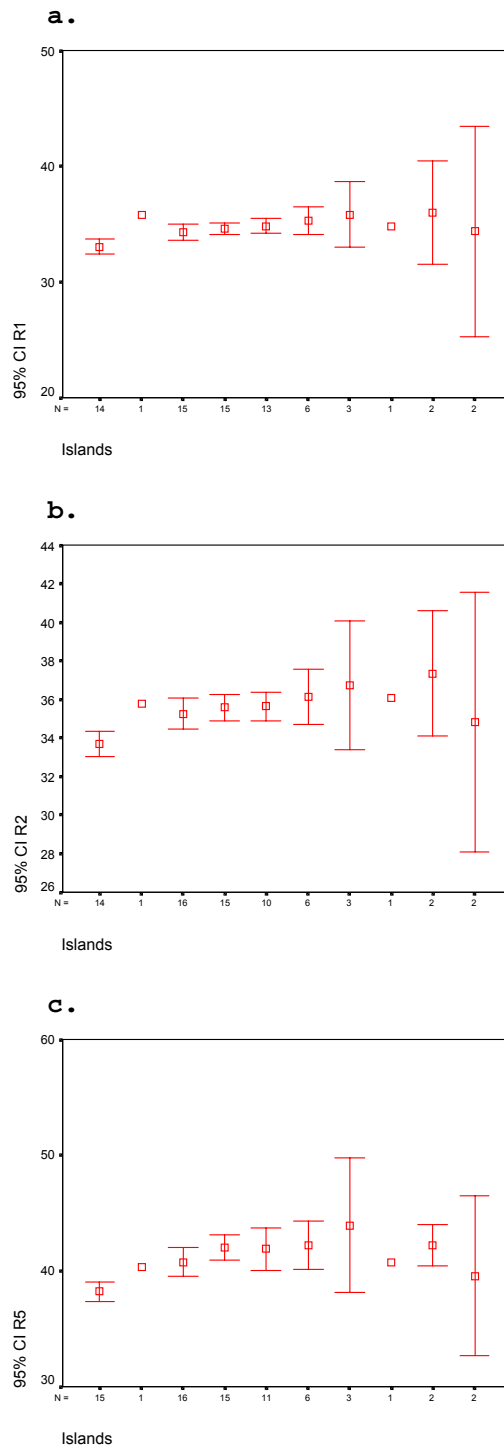 a.
50
40
30
20
95% CI R1
N = 14 1 15 15 13 6 3 1 2 2
Islands
b.
44
42
40
38
36
34
32
30
28
26
95% CI R2
N = 14 1 16 15 10 6 3 1 2 2
Islands
c.
60
50
40
30
95% CI R5
N = 15 1 16 15 11 6 3 1 2 2
Islands